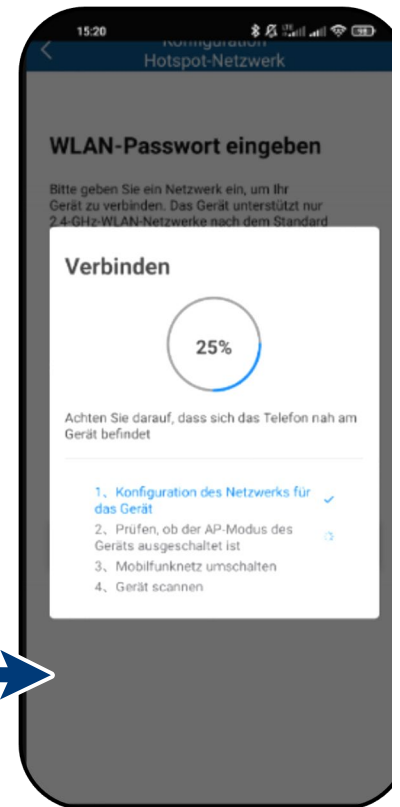 15:20
Konfiguration
Hotspot-Netzwerk
WLAN-Passwort eingeben
Bitte geben Sie ein Netzwerk ein, um Ihr
Gerät zu verbinden. Das Gerät unterstützt nur
2.4-GHz-WLAN-Netzwerke nach dem Standard
Verbinden
25%
Achten Sie darauf, dass sich das Telefon nah am
Gerät befindet
1、Konfiguration des Netzwerks für
das Gerät
2、Prüfen, ob der AP-Modus des
Geräts ausgeschaltet ist
3、Mobilfunknetz umschalten
4、Gerät scannen